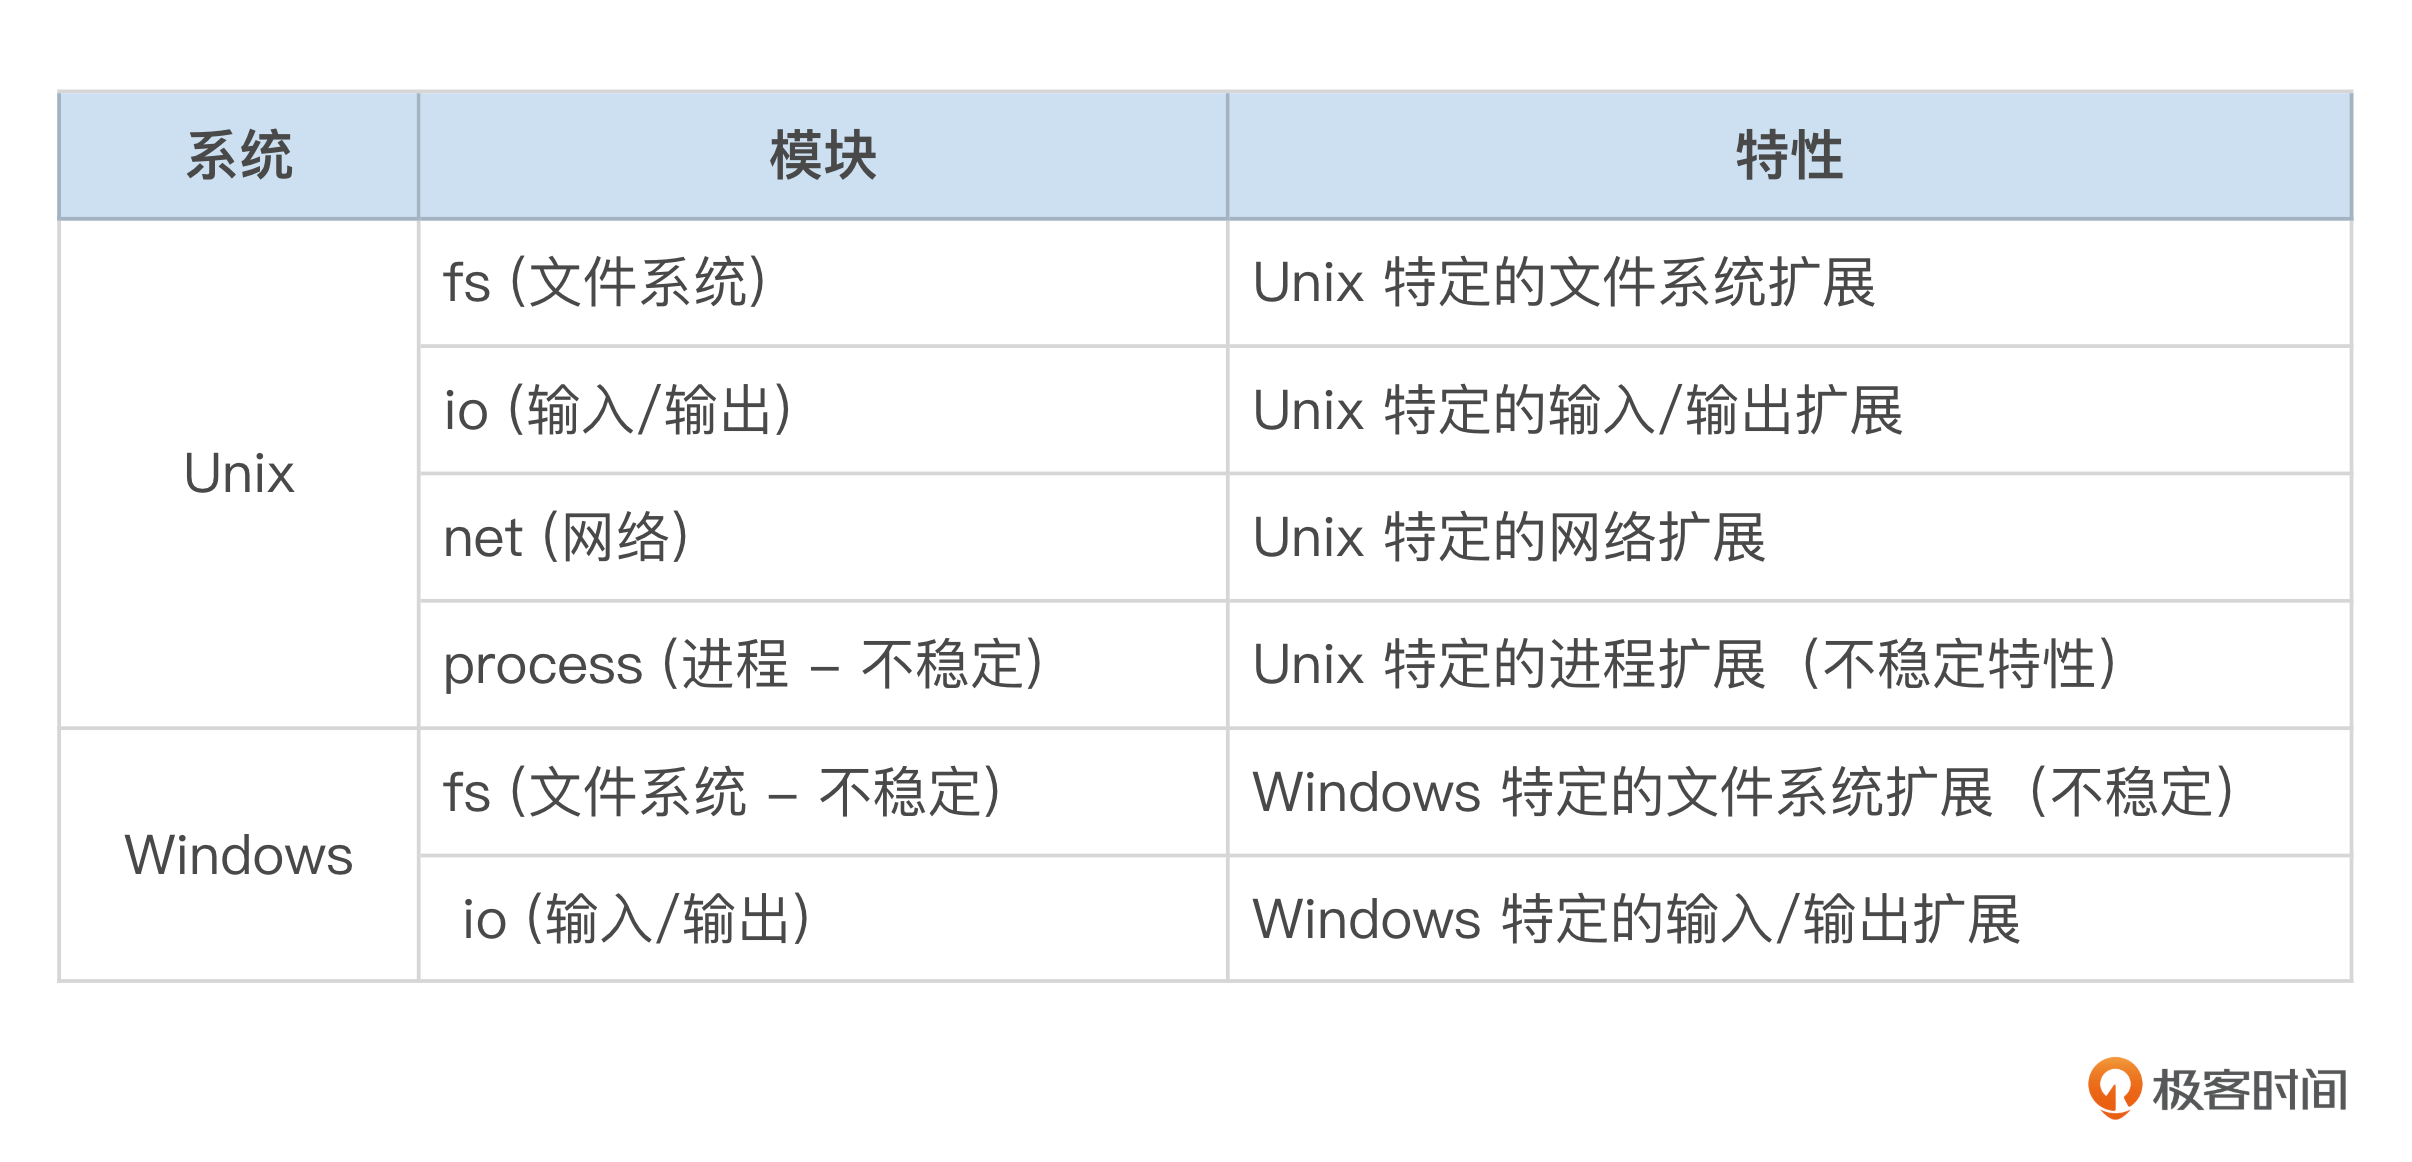 系统 模块 特性
fs (文件系统) Unix 特定的文件系统扩展
io (输入/输出) Unix 特定的输入/输出扩展
Unix
net (网络) Unix 特定的网络扩展
process (进程 – 不稳定) Unix 特定的进程扩展（不稳定特性）
fs (文件系统 – 不稳定) Windows 特定的文件系统扩展（不稳定）
Windows
io (输入/输出) Windows 特定的输入/输出扩展
极客时间